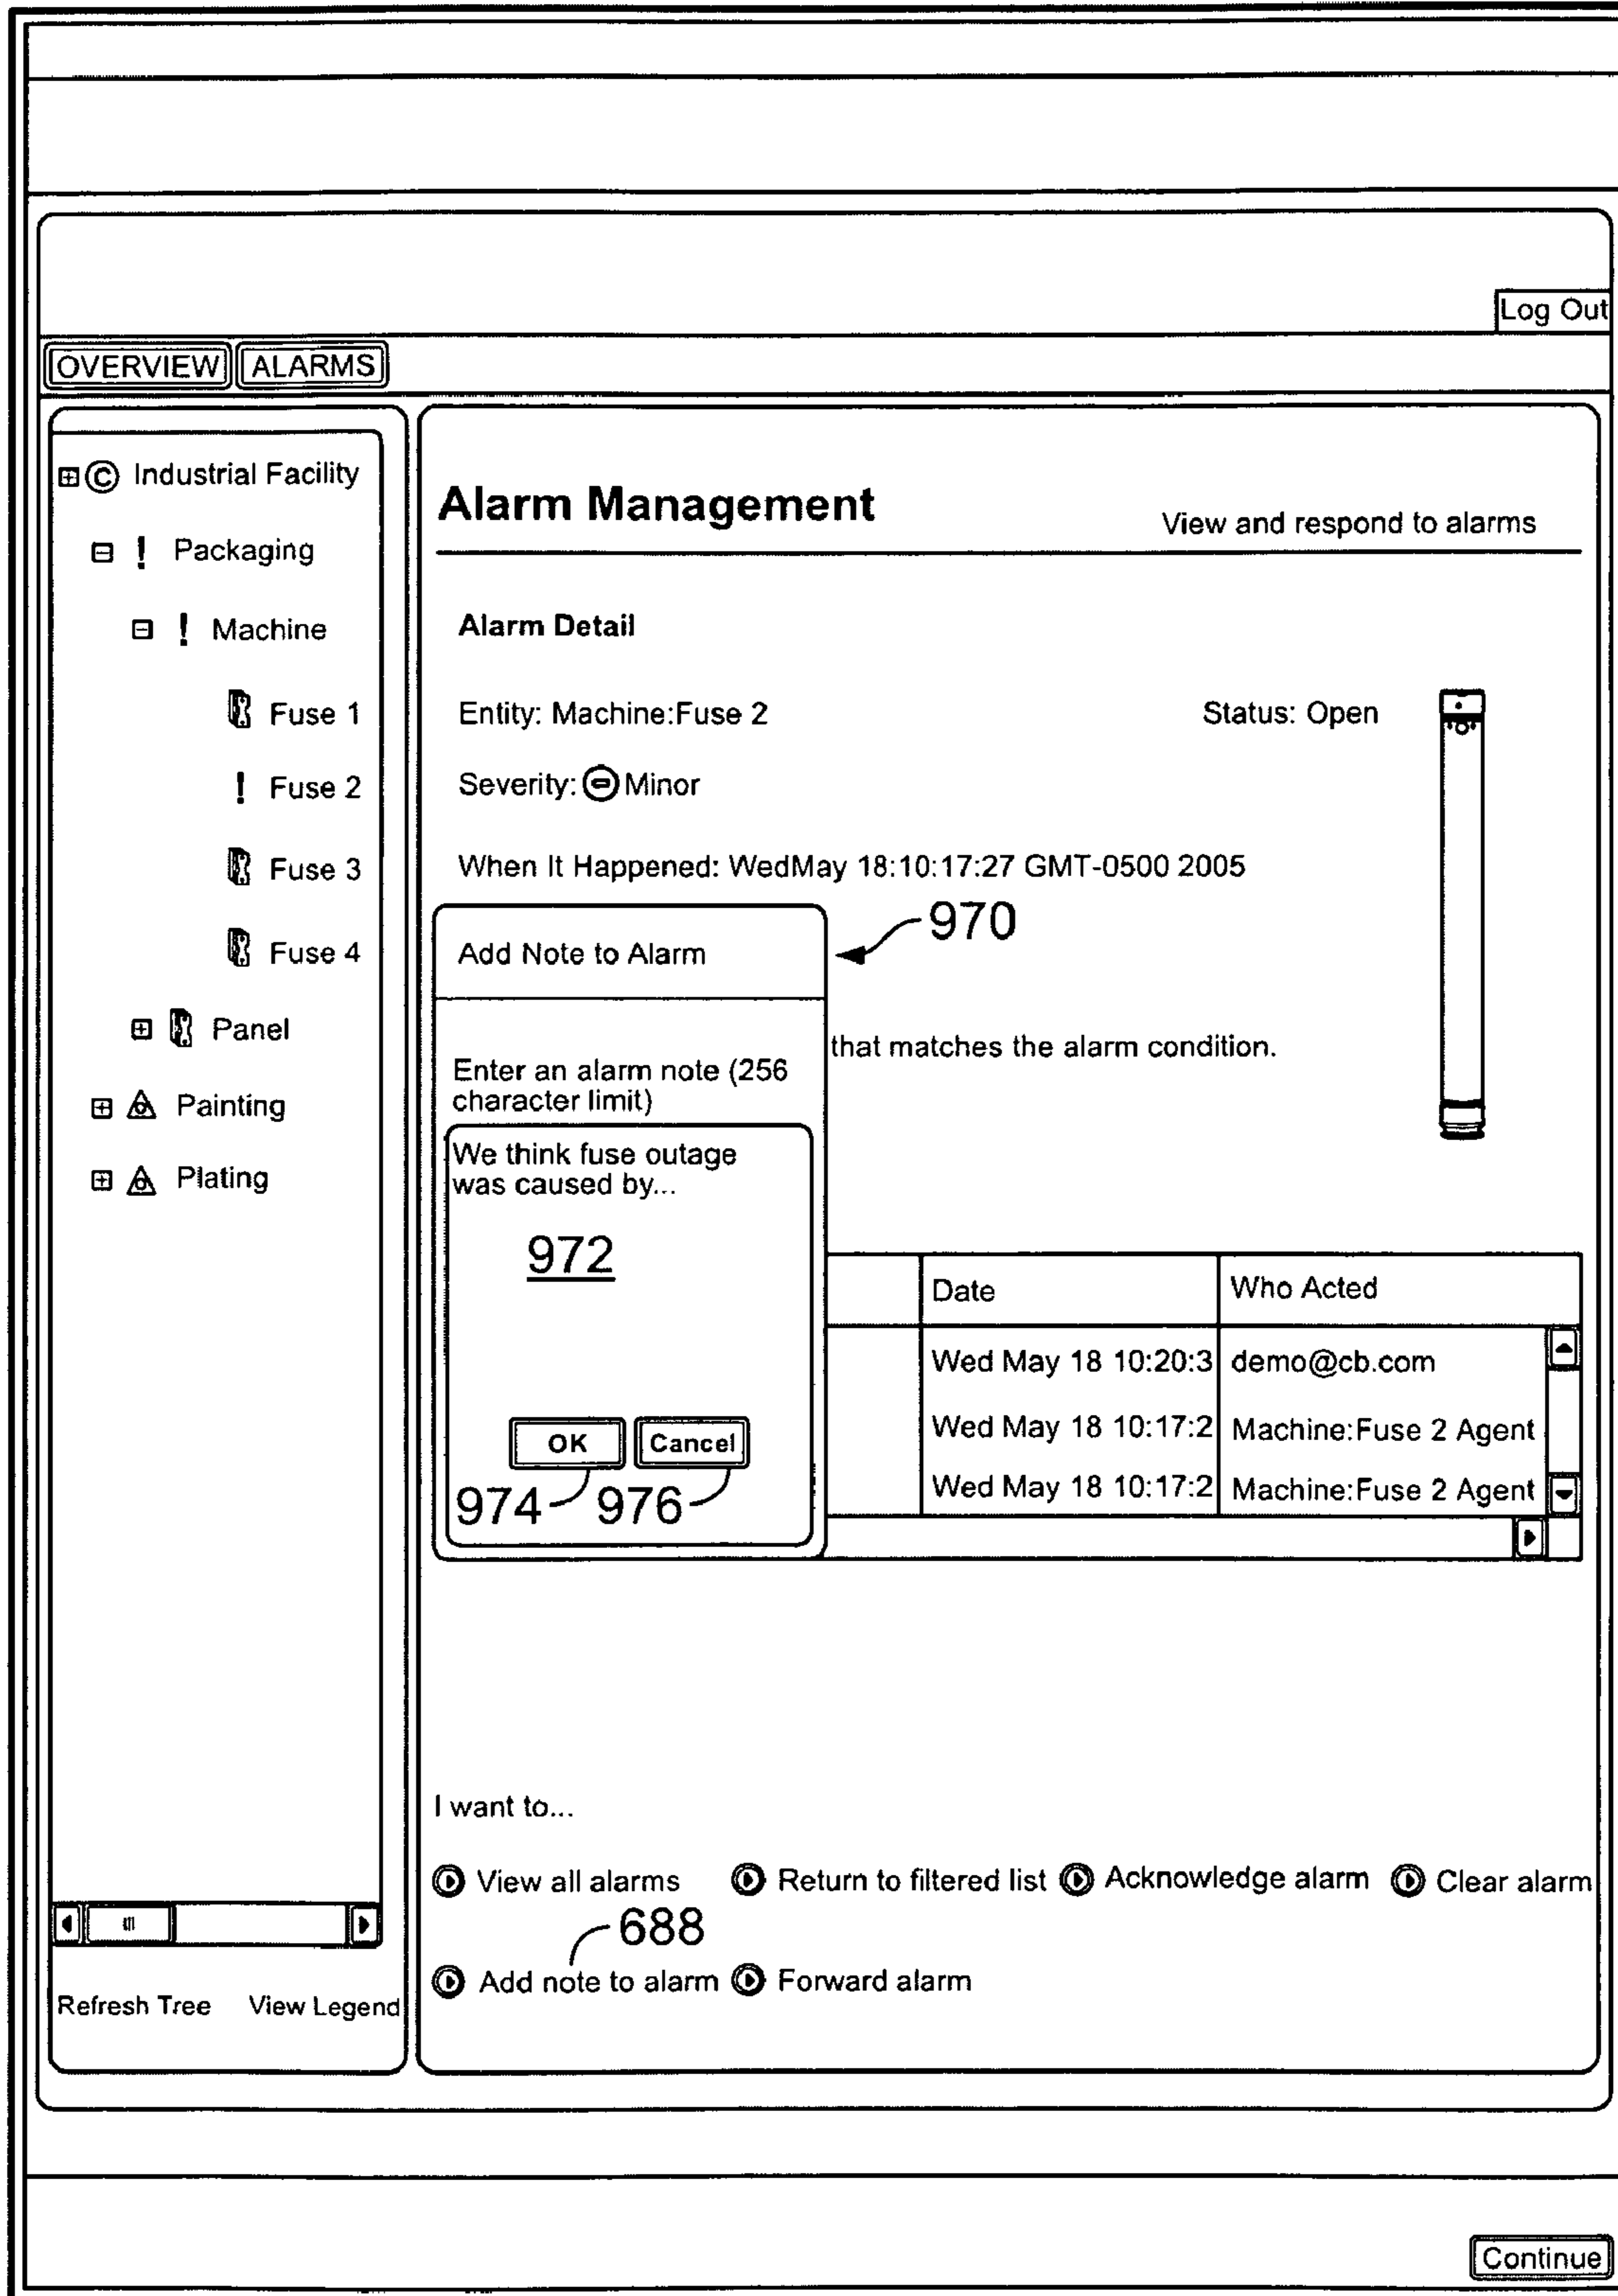 Log Out
OVERVIEW ALARMS
Industrial Facility
Packaging
Machine
Fuse 1
Fuse 2
Fuse 3
Fuse 4
Panel
Painting
Plating
Refresh Tree View Legend
Alarm Management
View and respond to alarms
Alarm Detail
Entity: Machine:Fuse 2
Status: Open
Severity: Minor
When It Happened: WedMay 18:10:17:27 GMT-0500 2005
970
Add Note to Alarm
that matches the alarm condition.
Enter an alarm note (256
character limit)
We think fuse outage
was caused by...
972
OK Cancel
974 976
Date Who Acted
Wed May 18 10:20:3 demo@cb.com
Wed May 18 10:17:2 Machine:Fuse 2 Agent
Wed May 18 10:17:2 Machine:Fuse 2 Agent
I want to...
View all alarms Return to filtered list Acknowledge alarm Clear alarm
688
Add note to alarm Forward alarm
Continue